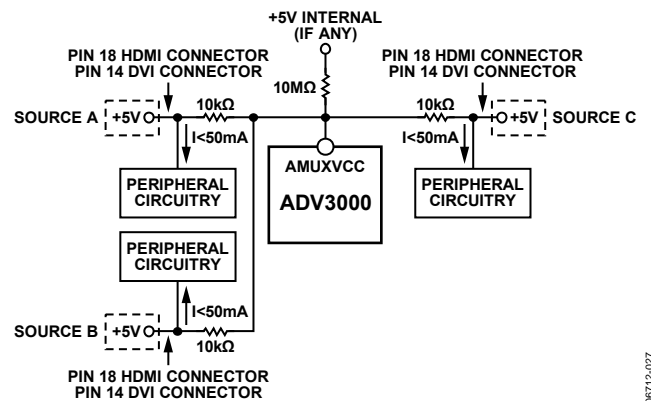 +5V INTERNAL
(IF ANY)
PIN 18 HDMI CONNECTOR
PIN 14 DVI CONNECTOR
PIN 18 HDMI CONNECTOR
PIN 14 DVI CONNECTOR
10MΩ
10kΩ
10kΩ
SOURCE A
+5V
I<50mA
I<50mA
+5V
SOURCE C
AMUXVCC
ADV3000
PERIPHERAL
CIRCUITRY
PERIPHERAL
CIRCUITRY
PERIPHERAL
CIRCUITRY
I<50mA
SOURCE B
+5V
10kΩ
PIN 18 HDMI CONNECTOR
PIN 14 DVI CONNECTOR
06712-027